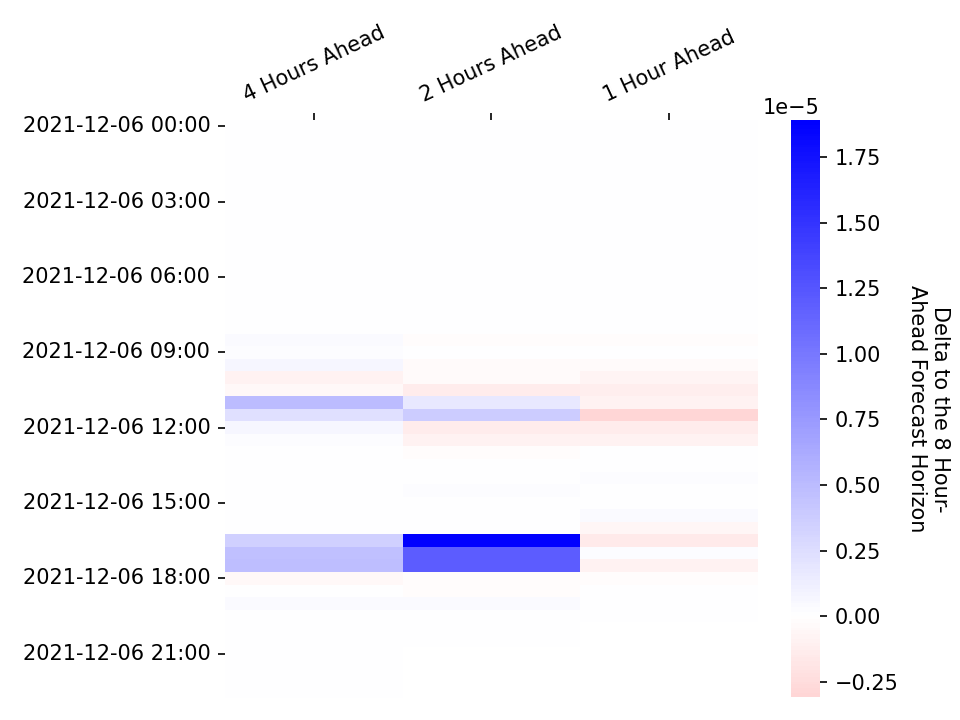 4 Hours Ahead
2 Hours Ahead
1 Hour Ahead
2021-12-06 00:00
2021-12-06 03:00
2021-12-06 06:00
2021-12-06 09:00
2021-12-06 12:00
2021-12-06 15:00
2021-12-06 18:00
2021-12-06 21:00
1e−5
1.75
1.50
1.25
1.00
0.75
0.50
0.25
0.00
−0.25
Delta to the 8 Hour-
Ahead Forecast Horizon